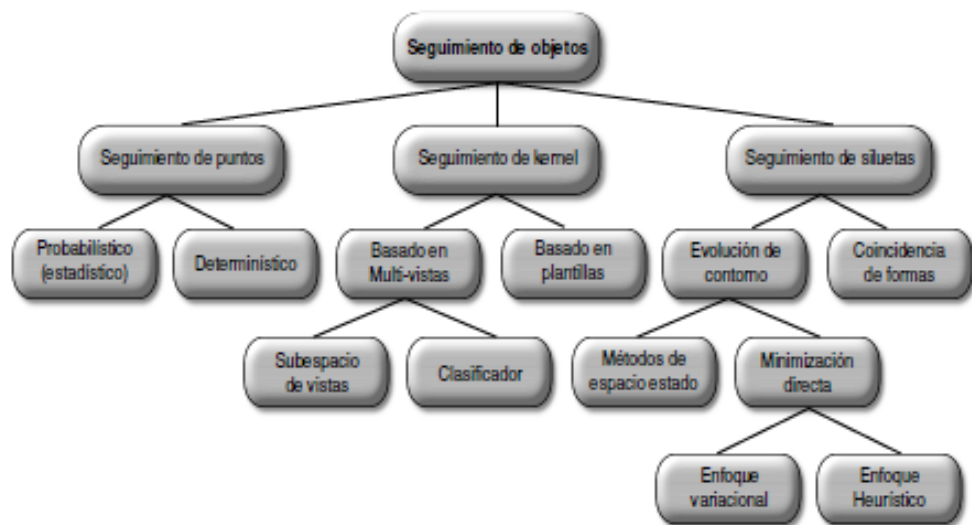 Seguimiento de objetos
Seguimiento de puntos
Seguimiento de kernel
Seguimiento de siluetas
Probabilístico
(estadístico)
Determinístico
Basado en
Multi-vistas
Basado en
plantillas
Evolución de
contorno
Coincidencia
de formas
Subespacio
de vistas
Clasificador
Métodos de
espacio estado
Minimización
directa
Enfoque
variacional
Enfoque
Heurístico